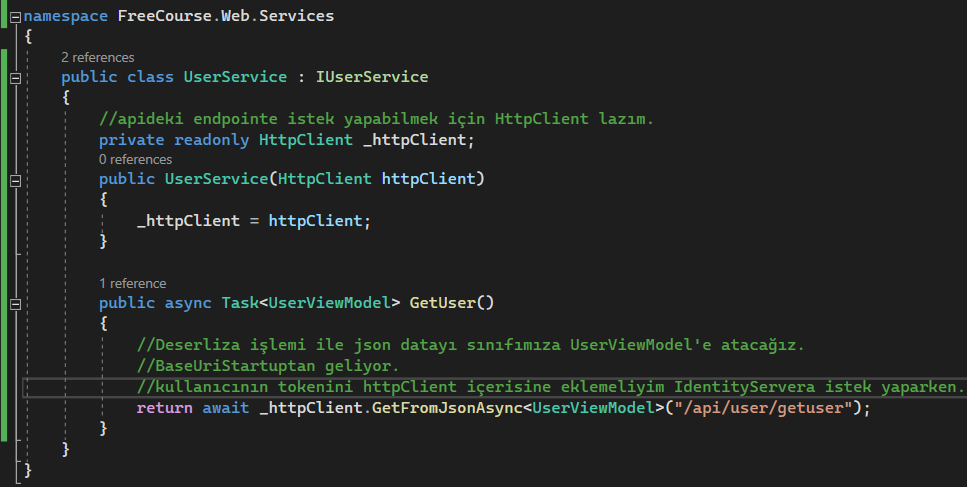 namespace FreeCourse.Web.Services
{
2 references
public class UserService : IUserService
{
//apideki endpointe istek yapabilmek için HttpClient lazım.
private readonly HttpClient _httpClient;
0 references
public UserService(HttpClient httpClient)
{
_httpClient = httpClient;
}
1 reference
public async Task<UserViewModel> GetUser()
{
//Deserliza işlemi ile json datayı sınıfımıza UserViewModel'e atacağız.
//BaseUriStartuptan geliyor.
//kullanıcının tokenini httpClient içerisine eklemeliyim IdentityServera istek yaparken.
return await _httpClient.GetFromJsonAsync<UserViewModel>("/api/user/getuser");
}
}
}